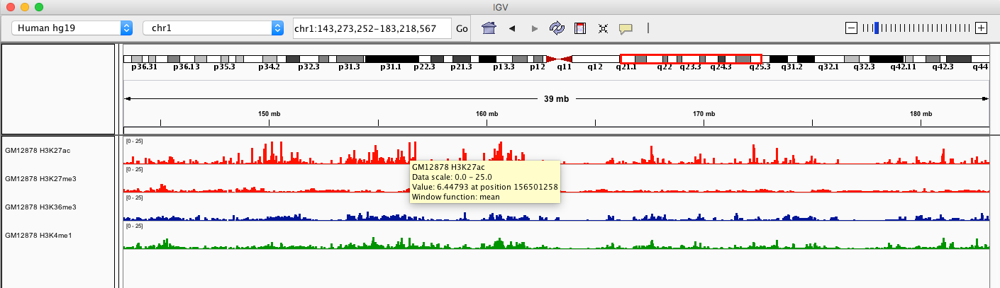 IGV
Human hg19 chr1 chr1:143,273,252-183,218,567 Go
p36.31 p36.13 p35.1 p34.2 p32.3 p31.3 p31.1 p22.3 p21.3 p13.3 p12 q11 q12 q21.1 q22 q23.3 q24.3 q25.3 q31.2 q32.1 q32.3 q42.11 q42.3 q44
39 mb
150 mb 160 mb 170 mb 180 mb
[0 - 25]
GM12878 H3K27ac
[0 - 25]
GM12878 H3K27me3
[0 - 25]
GM12878 H3K36me3
[0 - 25]
GM12878 H3K4me1
GM12878 H3K27ac
Data scale: 0.0 - 25.0
Value: 6.44793 at position 156501258
Window function: mean